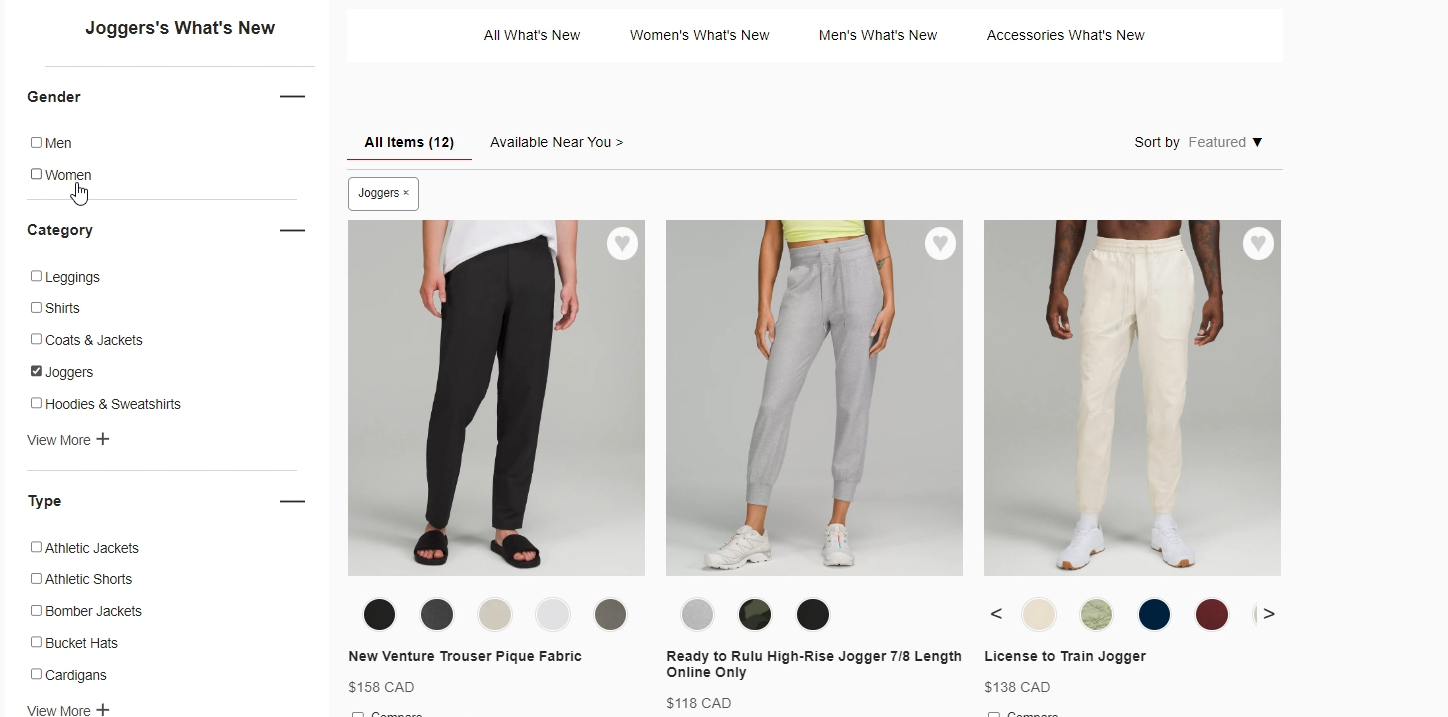 Joggers's What's New
Gender
Men
Women
Category
Leggings
Shirts
Coats & Jackets
Joggers
Hoodies & Sweatshirts
View More +
Type
Athletic Jackets
Athletic Shorts
Bomber Jackets
Bucket Hats
Cardigans
View More +
All What's New
Women's What's New
Men's What's New
Accessories What's New
All Items (12)
Available Near You >
Sort by Featured ▼
Joggers ×
< >
New Venture Trouser Pique Fabric
$158 CAD
Compare
Ready to Rulu High-Rise Jogger 7/8 Length
Online Only
$118 CAD
License to Train Jogger
$138 CAD
Compare